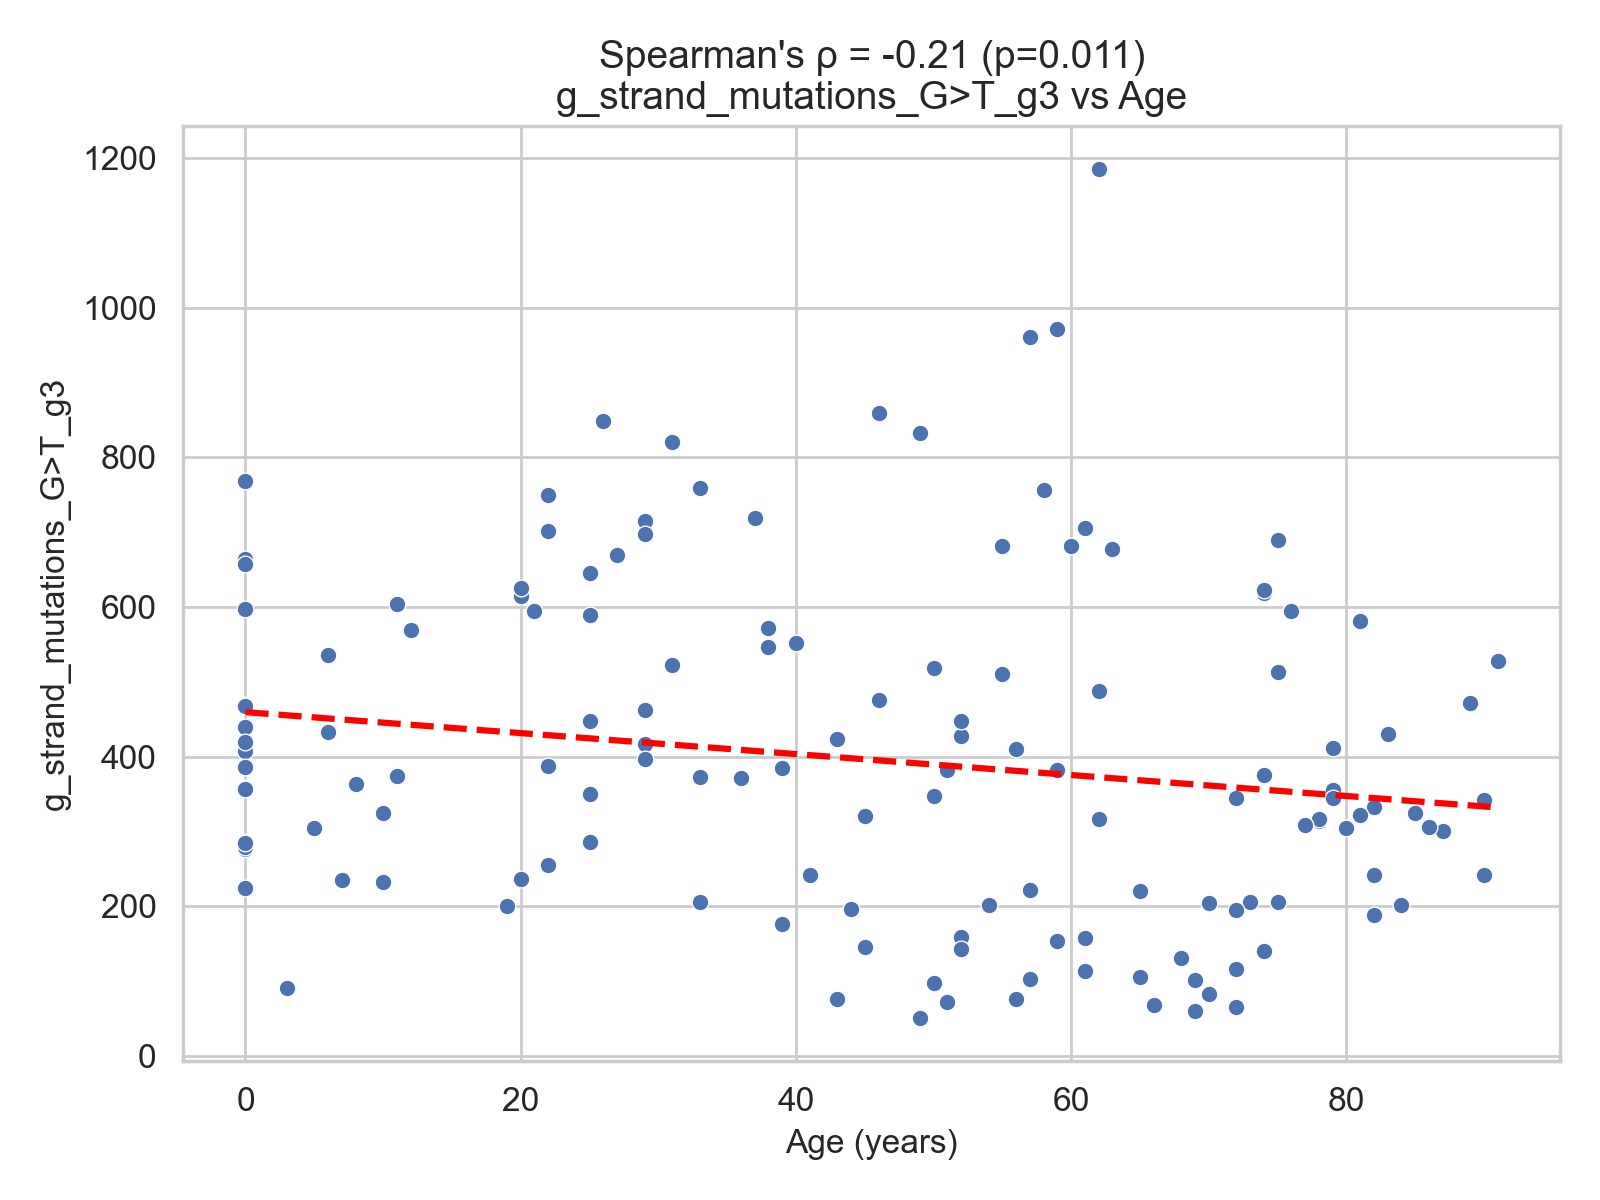 Spearman's ρ = -0.21 (p=0.011)
g_strand_mutations_G>T_g3 vs Age
g_strand_mutations_G>T_g3
1200
1000
800
600
400
200
0
0 20 40 60 80
Age (years)